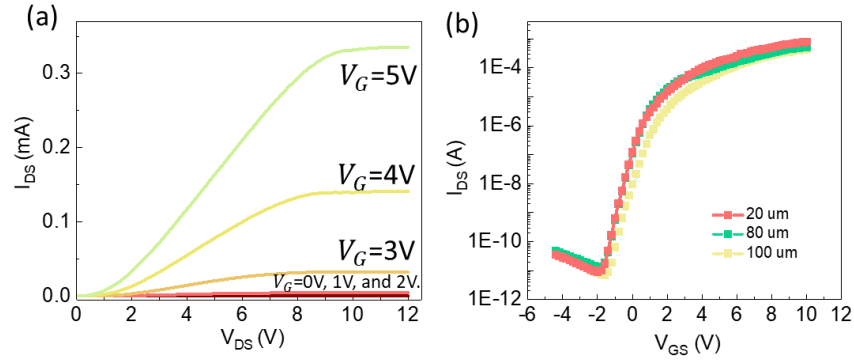 (a)
0.3
0.2
0.1
0.0
I_DS (mA)
V_G=5V
V_G=4V
V_G=3V
V_G=0V, 1V, and 2V.
0 2 4 6 8 10 12
V_DS (V)
(b)
1E-4
1E-6
1E-8
1E-10
1E-12
I_DS (A)
20 um
80 um
100 um
-6 -4 -2 0 2 4 6 8 10 12
V_GS (V)